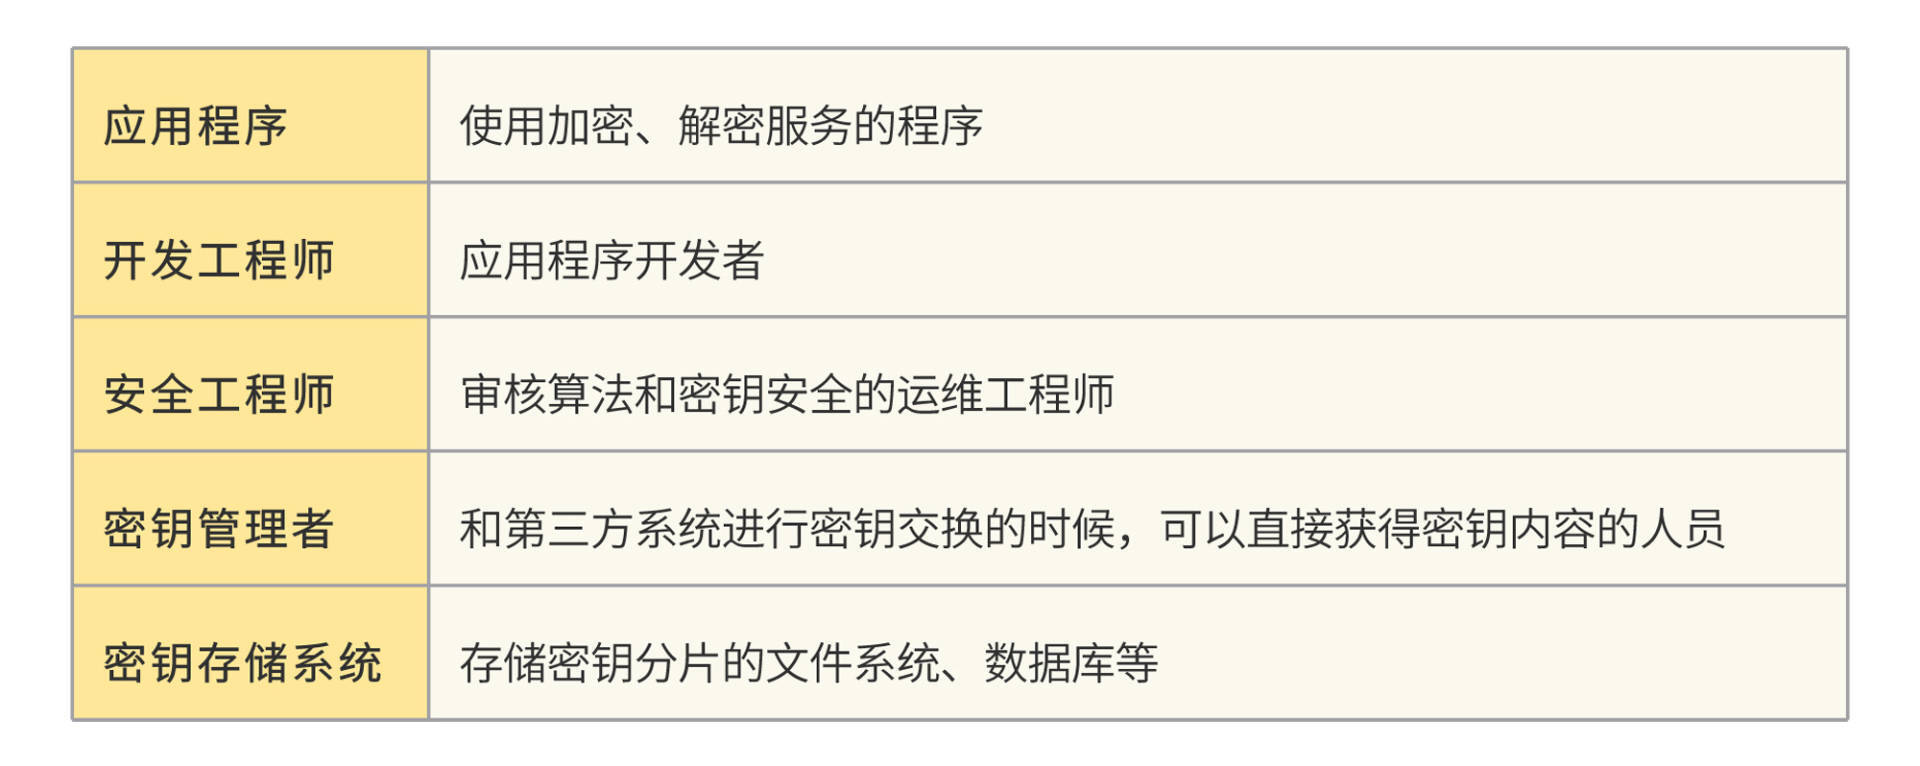 应用程序 使用加密、解密服务的程序
开发工程师 应用程序开发者
安全工程师 审核算法和密钥安全的运维工程师
密钥管理者 和第三方系统进行密钥交换的时候，可以直接获得密钥内容的人员
密钥存储系统 存储密钥分片的文件系统、数据库等